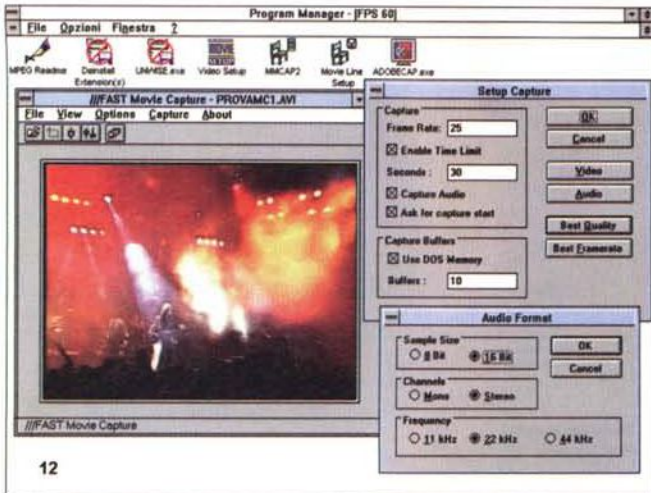 Program Manager - [FPS 60]
File Opzioni Finestra ?
MPEG Readme
Deinstall Extension(s)
UNWISE.exe
Video Setup
MMCAP2
Movie Line Setup
ADOBECAP.exe
///FAST Movie Capture - PROVAMC1.AVI
File View Options Capture About
///FAST Movie Capture
Setup Capture
Capture
Frame Rate: 25
Enable Time Limit
Seconds : 30
Capture Audio
Ask for capture start
Capture Buffers
Use DOS Memory
Buffers : 10
OK
Cancel
Video
Audio
Best Quality
Best Framerate
Audio Format
Sample Size
8 Bit 16 Bit
Channels
Mono Stereo
Frequency
11 kHz 22 kHz 44 kHz
OK
Cancel
12